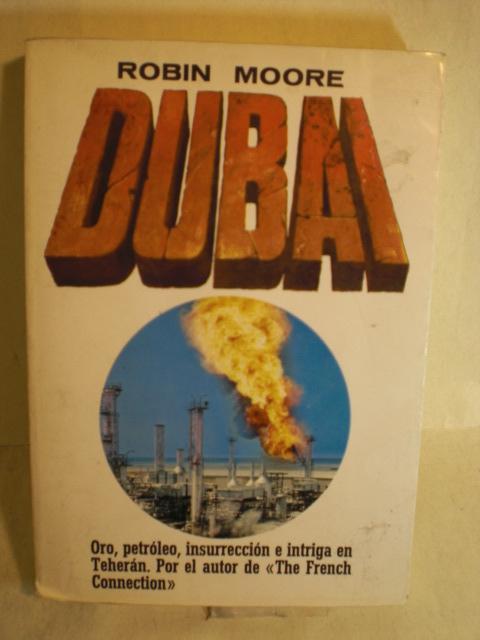 ROBIN MOORE
DUBAI
Oro, petróleo, insurrección e intriga en
Teherán. Por el autor de «The French
Connection»